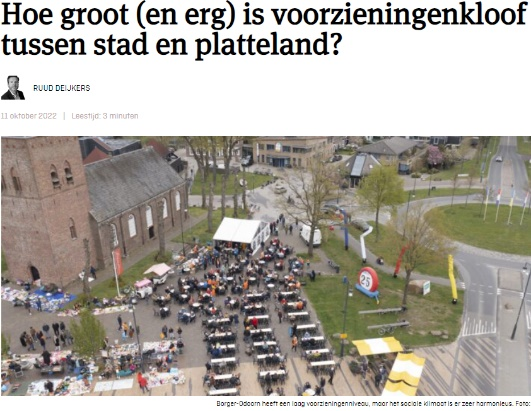 Hoe groot (en erg) is voorzieningenkloof
tussen stad en platteland?
RUUD DEIJKERS
11 oktober 2022 | Leestijd: 3 minuten
25
Borger-Odoorn heeft een laag voorzieningenniveau, maar het sociale klimaat is er zeer harmonieus. Foto: